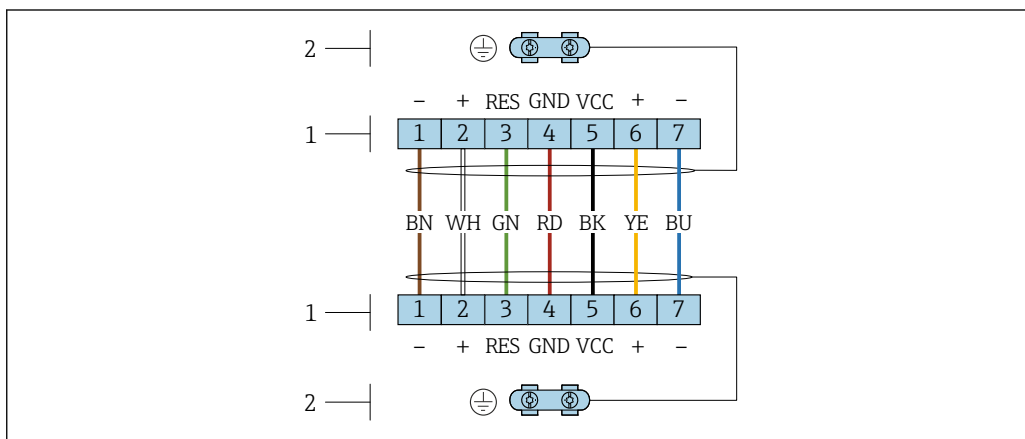 2
– + RES GND VCC + –
1 1 2 3 4 5 6 7
BN WH GN RD BK YE BU
1 1 2 3 4 5 6 7
– + RES GND VCC + –
2